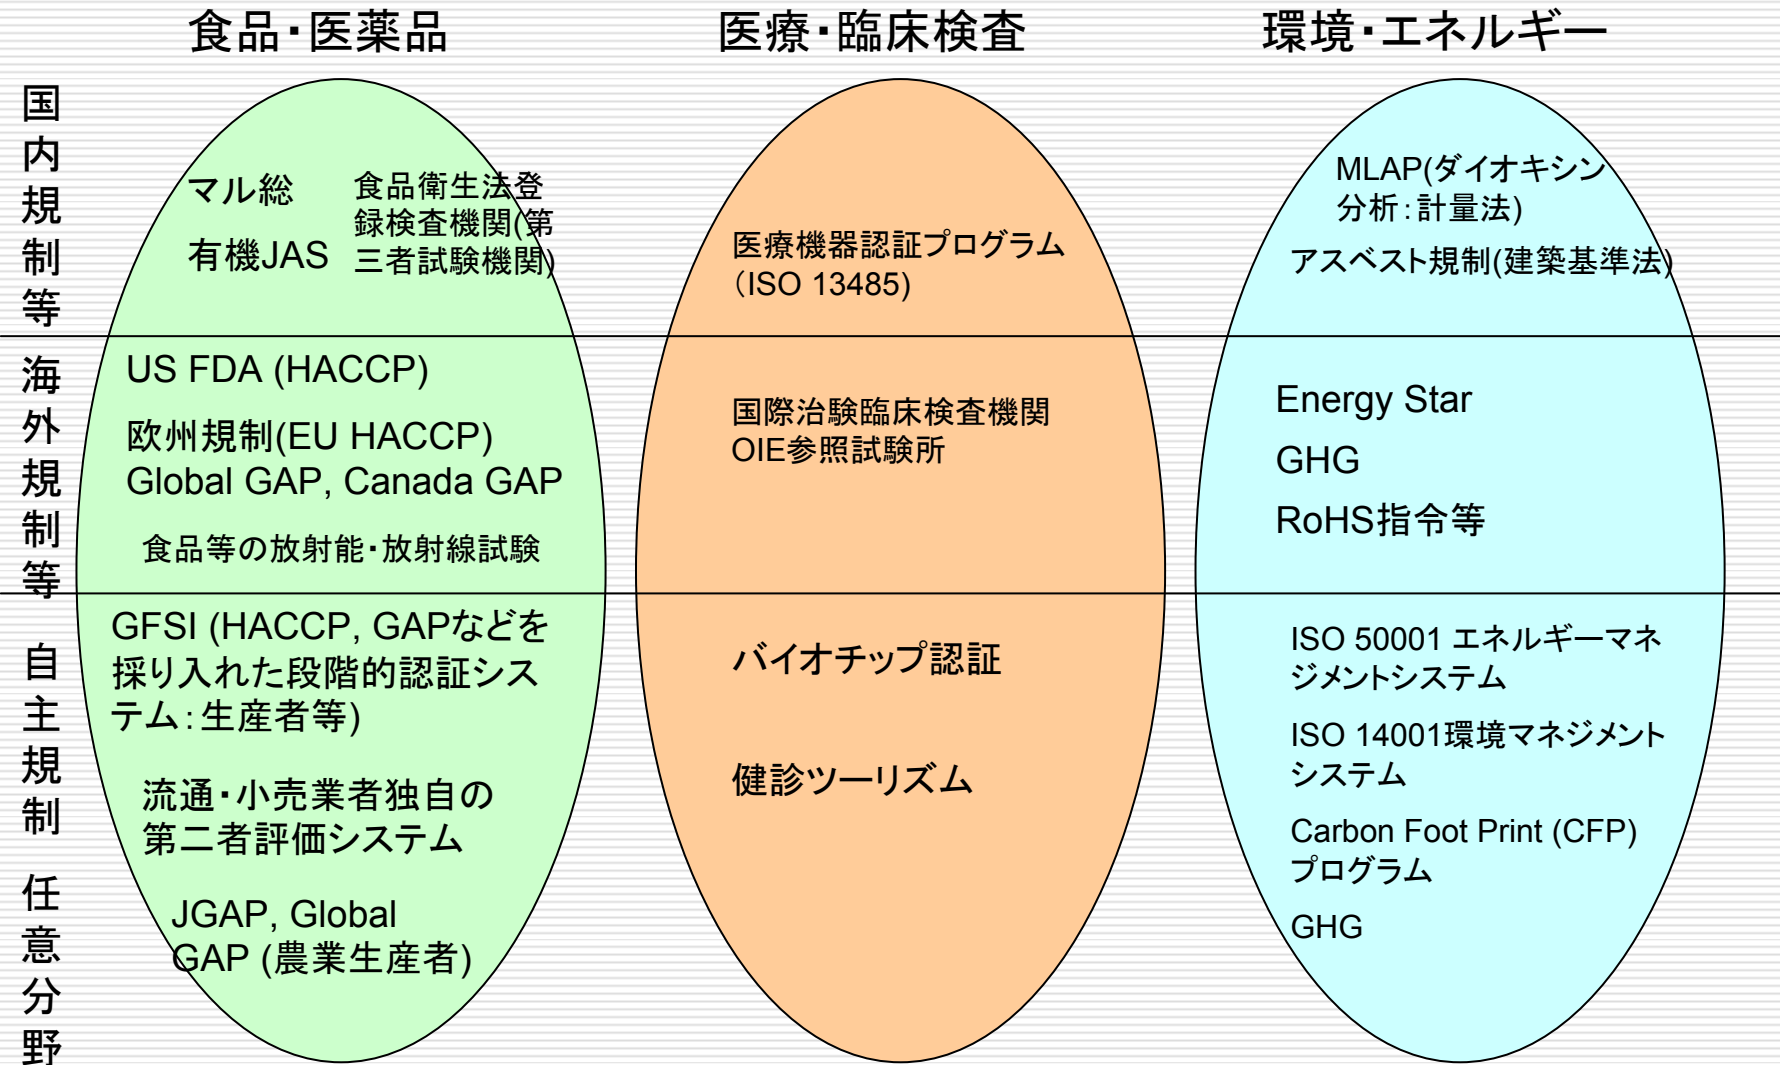 食品・医薬品
医療・臨床検査
環境・エネルギー
国内規制等
マル総
有機JAS
食品衛生法登
録検査機関(第
三者試験機関)
医療機器認証プログラム
（ISO 13485)
MLAP(ダイオキシン
分析：計量法)
アスベスト規制(建築基準法)
海外規制等
US FDA (HACCP)
欧州規制(EU HACCP)
Global GAP, Canada GAP
食品等の放射能・放射線試験
国際治験臨床検査機関
OIE参照試験所
Energy Star
GHG
RoHS指令等
自主規制 任意分野
GFSI (HACCP, GAPなどを
採り入れた段階的認証シス
テム：生産者等)
流通・小売業者独自の
第二者評価システム
JGAP, Global
GAP (農業生産者)
バイオチップ認証
健診ツーリズム
ISO 50001 エネルギーマネ
ジメントシステム
ISO 14001環境マネジメント
システム
Carbon Foot Print (CFP)
プログラム
GHG